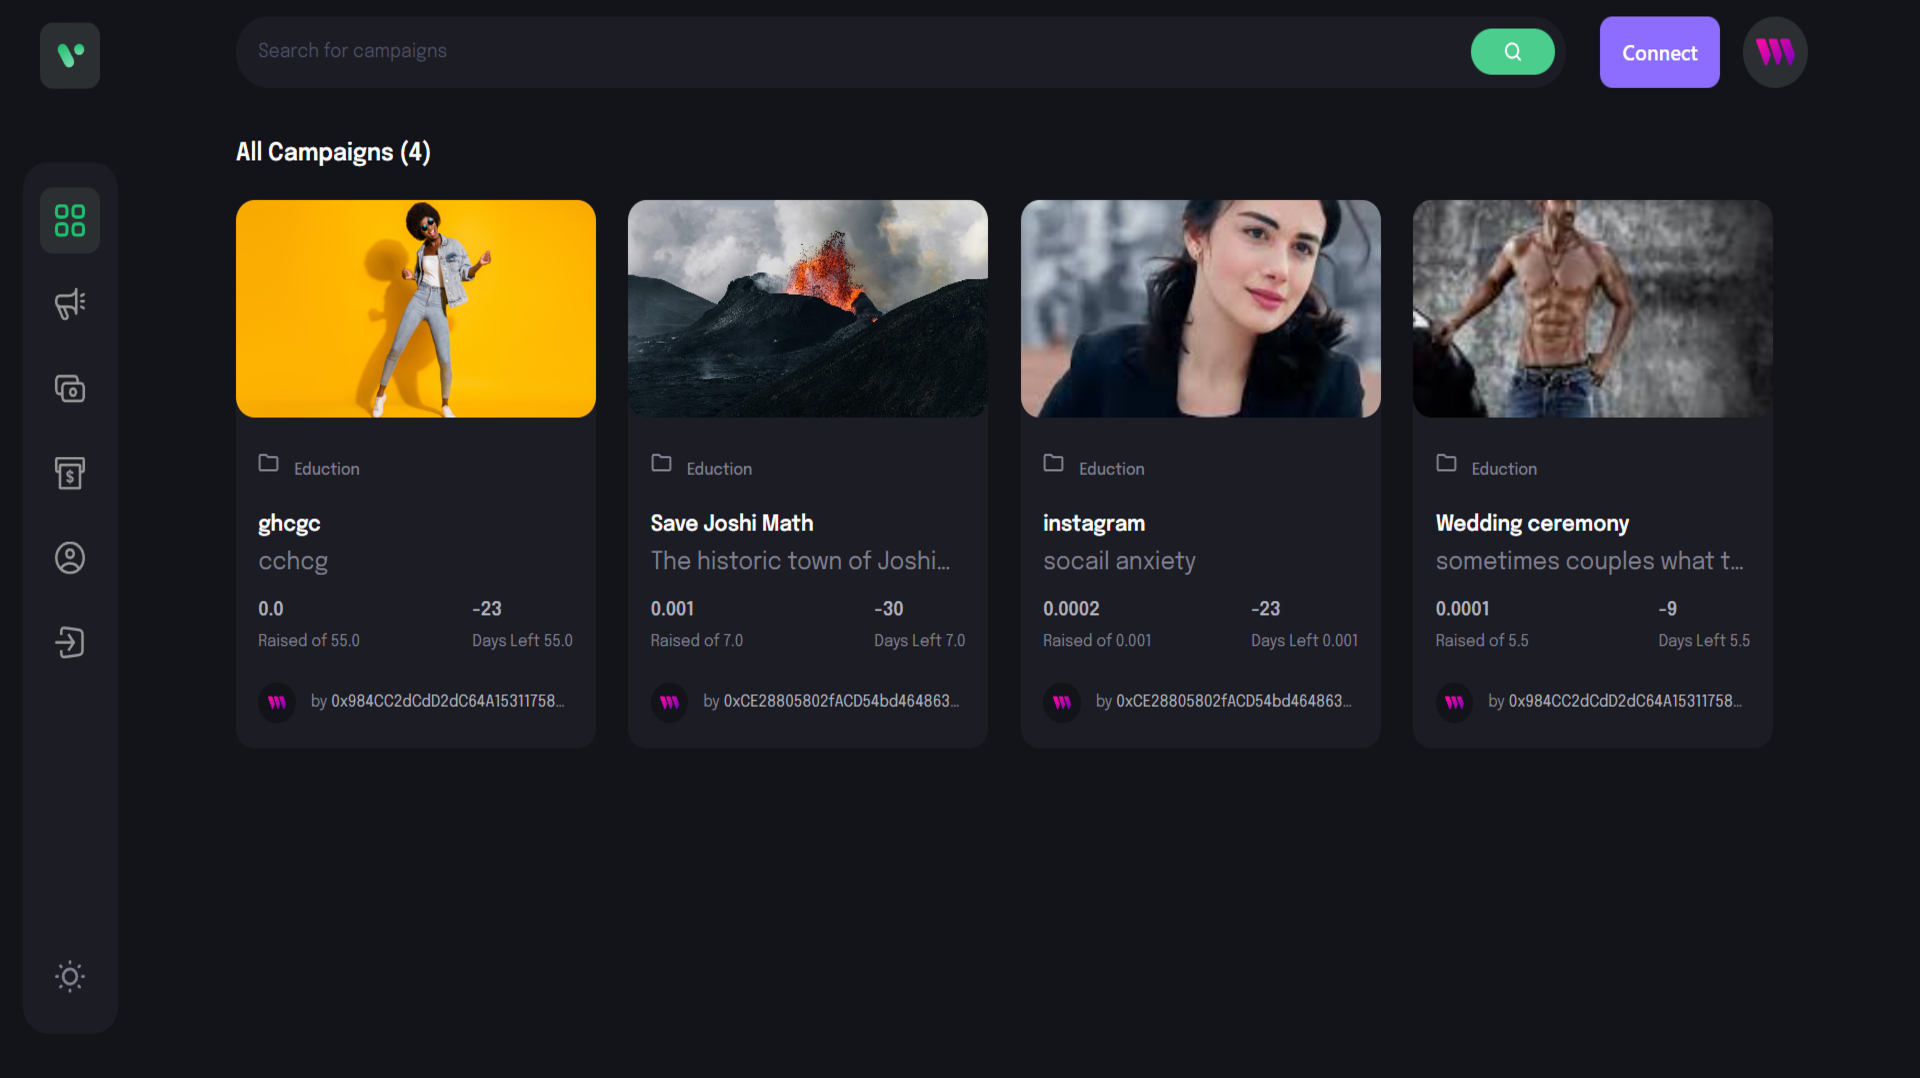 Search for campaigns
Connect
All Campaigns (4)
Eduction
ghcgc
cchcg
0.0 -23
Raised of 55.0 Days Left 55.0
by 0x984CC2dCdD2dC64A15311758...
Eduction
Save Joshi Math
The historic town of Joshi...
0.001 -30
Raised of 7.0 Days Left 7.0
by 0xCE28805802fACD54bd464863...
Eduction
instagram
socail anxiety
0.0002 -23
Raised of 0.001 Days Left 0.001
by 0xCE28805802fACD54bd464863...
Eduction
Wedding ceremony
sometimes couples what t...
0.0001 -9
Raised of 5.5 Days Left 5.5
by 0x984CC2dCdD2dC64A15311758...